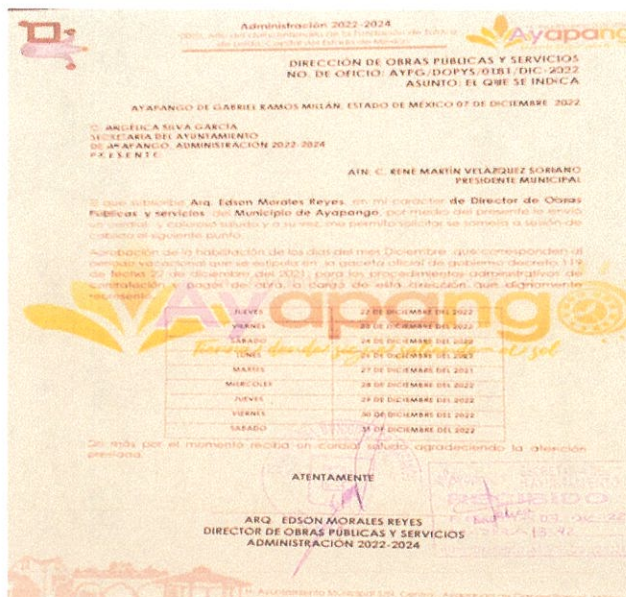 Administración 2022-2024
Ayapango
DIRECCIÓN DE OBRAS PÚBLICAS Y SERVICIOS
NO. DE OFICIO: AYPG/DOPYS/0181/DIC-2022
ASUNTO: EL QUE SE INDICA
AYAPANGO DE GABRIEL RAMOS MILLÁN, ESTADO DE MÉXICO 07 DE DICIEMBRE 2022
C. ANGÉLICA SILVA GARCÍA
SECRETARIA DEL AYUNTAMIENTO
DE AYAPANGO, ADMINISTRACIÓN 2022-2024
P R E S E N T E
ATN: C. RENÉ MARTÍN VELÁZQUEZ SORIANO
PRESIDENTE MUNICIPAL
El que subscribe Arq. Edson Morales Reyes, en mi carácter de Director de Obras
Públicas y servicios del Municipio de Ayapango, por medio del presente le envío
un cordial y caluroso saludo y a su vez, me permito solicitar se someta a sesión de
cabildo el siguiente punto:
Aprobación de la habilitación de los días del mes Diciembre que corresponden al
periodo vacacional que estipula en la gaceta oficial de gobierno decreto 119
de fecha 22 de diciembre del 2021, para los procedimientos administrativos de
contratación y pagos de obra, a cargo de esta dirección que dignamente
represento
Ayapango
JUEVES 22 DE DICIEMBRE DEL 2022
VIERNES 23 DE DICIEMBRE DEL 2022
SÁBADO 24 DE DICIEMBRE DEL 2022
LUNES 26 DE DICIEMBRE DEL
MARTES 27 DE DICIEMBRE DEL
MIERCOLES 28 DE DICIEMBRE DEL 2022
JUEVES 29 DE DICIEMBRE DEL 2022
VIERNES 30 DE DICIEMBRE DEL 2022
SABADO 31 DE DICIEMBRE DEL 2022
Sin más por el momento reciba un cordial saludo agradeciendo la atención
prestada
ATENTAMENTE
RECIBIDO
ARQ. EDSON MORALES REYES
DIRECTOR DE OBRAS PÚBLICAS Y SERVICIOS
ADMINISTRACIÓN 2022-2024